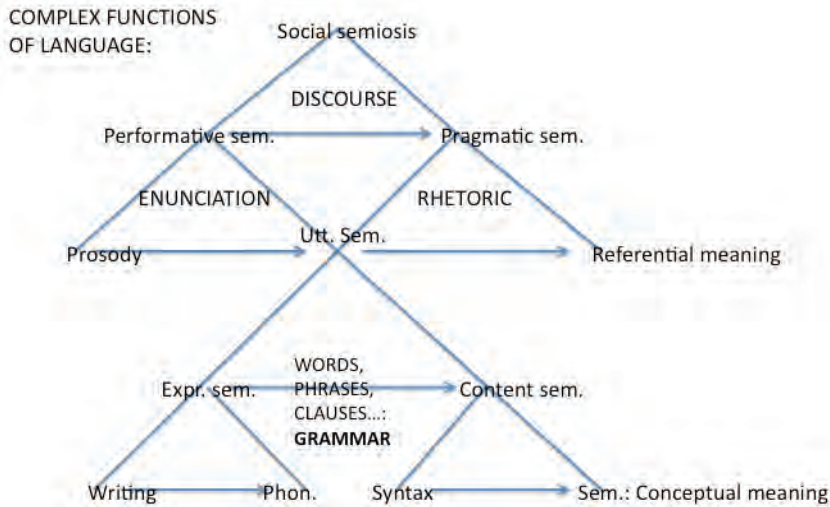 COMPLEX FUNCTIONS
OF LANGUAGE:
Social semiosis
DISCOURSE
Performative sem.
Pragmatic sem.
ENUNCIATION
RHETORIC
Utt. Sem.
Prosody
Referential meaning
WORDS,
Expr. sem.
PHRASES,
Content sem.
CLAUSES...:
GRAMMAR
Writing
Phon.
Syntax
Sem.: Conceptual meaning